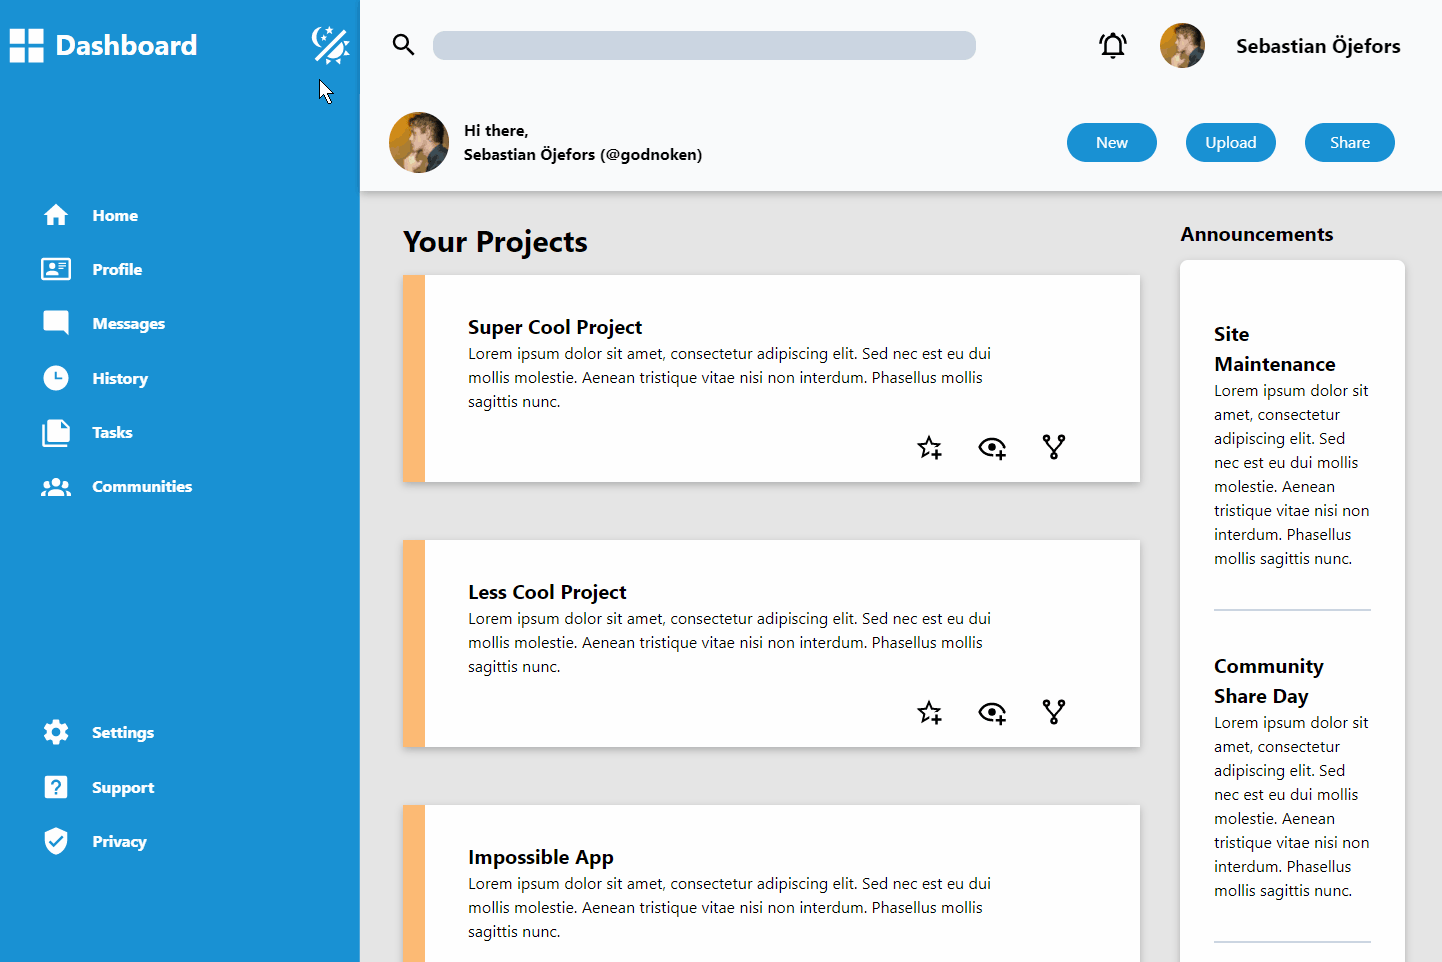 Dashboard
Home
Profile
Messages
History
Tasks
Communities
Settings
Support
Privacy
Sebastian Öjefors
Hi there,
Sebastian Öjefors (@godnoken)
New
Upload
Share
Your Projects
Super Cool Project
Lorem ipsum dolor sit amet, consectetur adipiscing elit. Sed nec est eu dui
mollis molestie. Aenean tristique vitae nisi non interdum. Phasellus mollis
sagittis nunc.
Less Cool Project
Lorem ipsum dolor sit amet, consectetur adipiscing elit. Sed nec est eu dui
mollis molestie. Aenean tristique vitae nisi non interdum. Phasellus mollis
sagittis nunc.
Impossible App
Lorem ipsum dolor sit amet, consectetur adipiscing elit. Sed nec est eu dui
mollis molestie. Aenean tristique vitae nisi non interdum. Phasellus mollis
sagittis nunc.
Announcements
Site
Maintenance
Lorem ipsum dolor sit
amet, consectetur
adipiscing elit. Sed
nec est eu dui mollis
molestie. Aenean
tristique vitae nisi non
interdum. Phasellus
mollis sagittis nunc.
Community
Share Day
Lorem ipsum dolor sit
amet, consectetur
adipiscing elit. Sed
nec est eu dui mollis
molestie. Aenean
tristique vitae nisi non
interdum. Phasellus
mollis sagittis nunc.